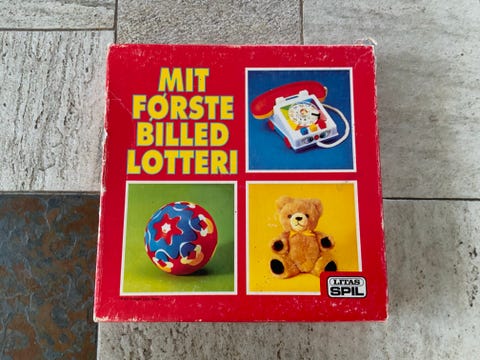 MIT
FØRSTE
BILLED
LOTTERI
LITAS
SPIL